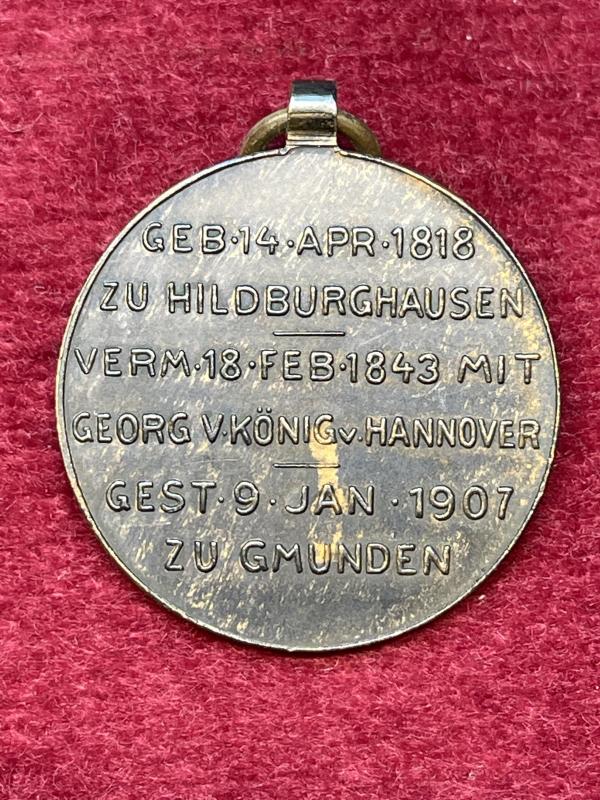 GEB·14·APR·1818
ZU HILDBURGHAUSEN
VERM·18·FEB·1843 MIT
GEORG V·KÖNIG v. HANNOVER
GEST·9·JAN·1907
ZU GMUNDEN